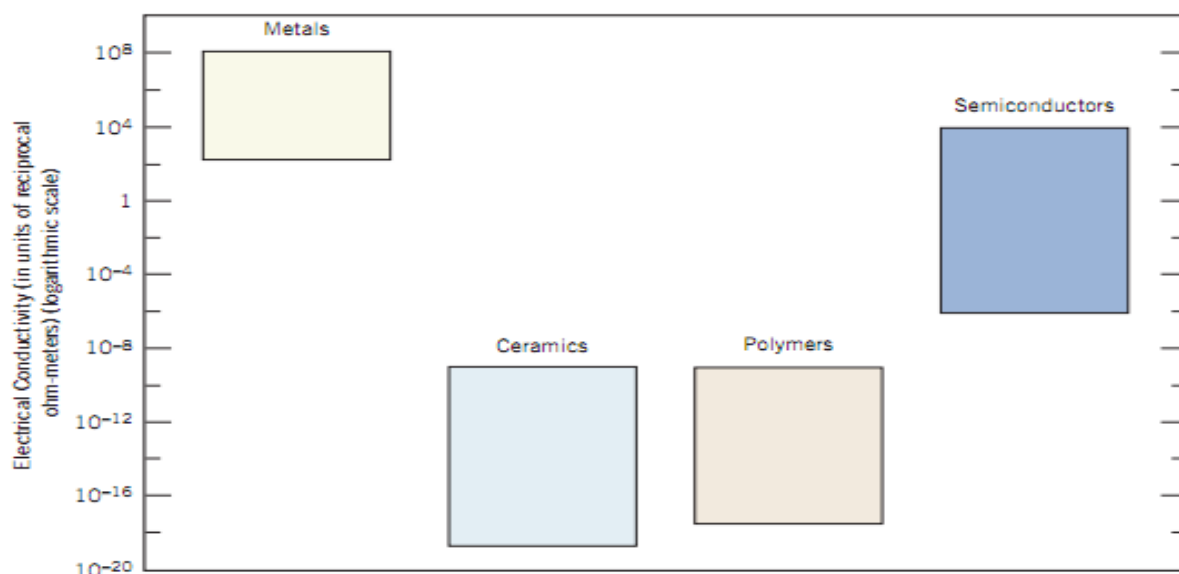 Metals
10⁸
Semiconductors
10⁴
1
10⁻⁴
10⁻⁸
Ceramics
Polymers
10⁻¹²
10⁻¹⁶
10⁻²⁰
Electrical Conductivity (in units of reciprocal
ohm-meters) (logarithmic scale)